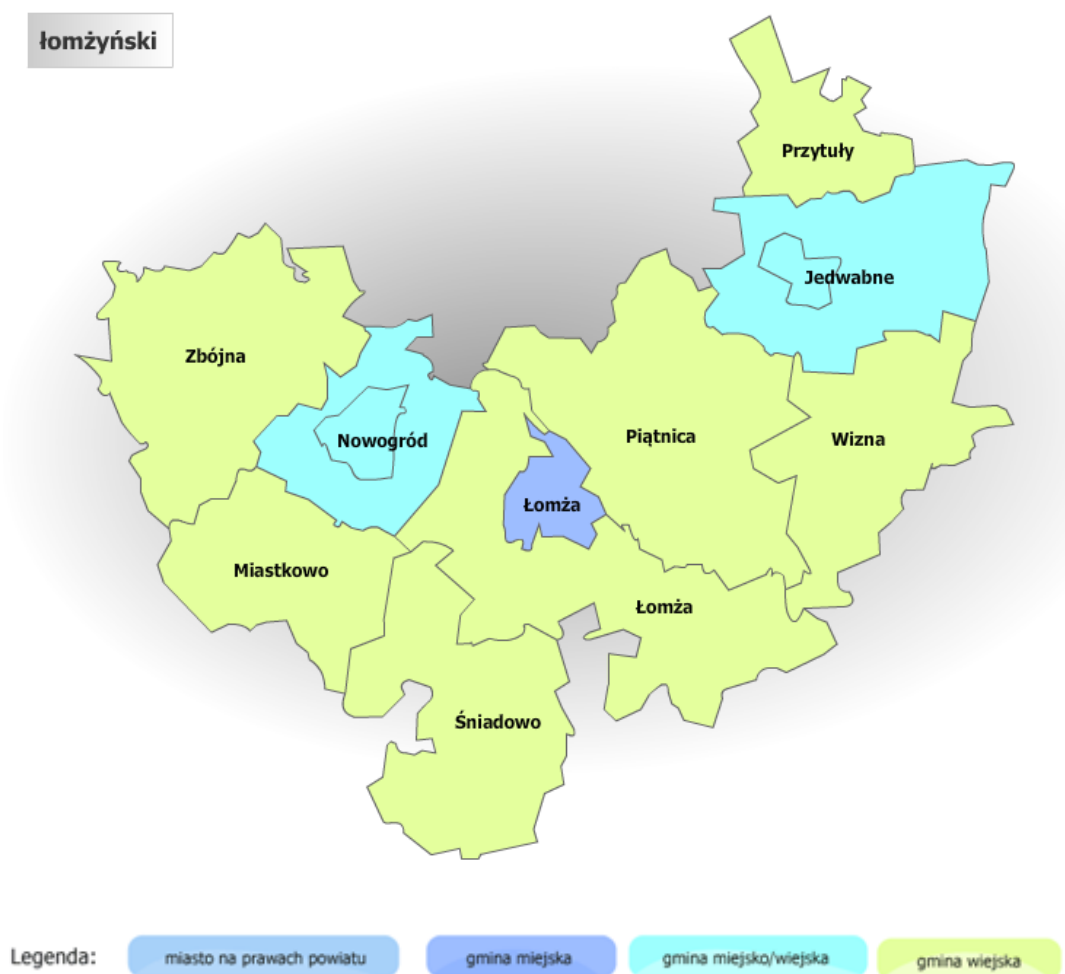 łomżyński
Przytuły
Jedwabne
Zbójna
Nowogród
Piątnica
Wizna
Łomża
Miastkowo
Łomża
Śniadowo
Legenda:
miasto na prawach powiatu
gmina miejska
gmina miejsko/wiejska
gmina wiejska